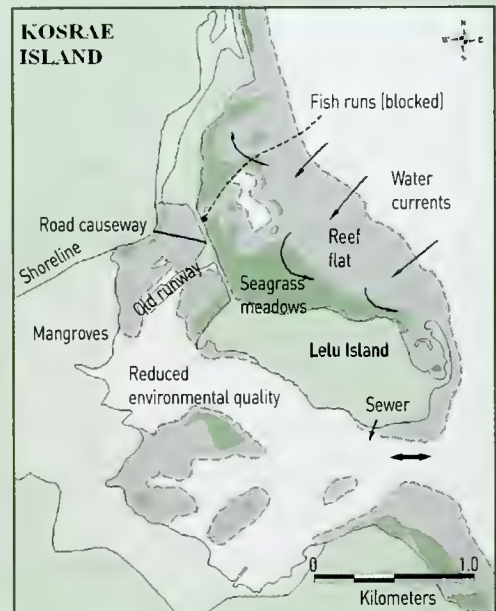 KOSRAE
ISLAND
N
W
E
S
Fish runs (blocked)
Water
currents
Road causeway
Reef
flat
Shoreline
Old runway
Seagrass
meadows
Mangroves
Lelu Island
Reduced
environmental quality
Sewer
0 1.0
Kilometers